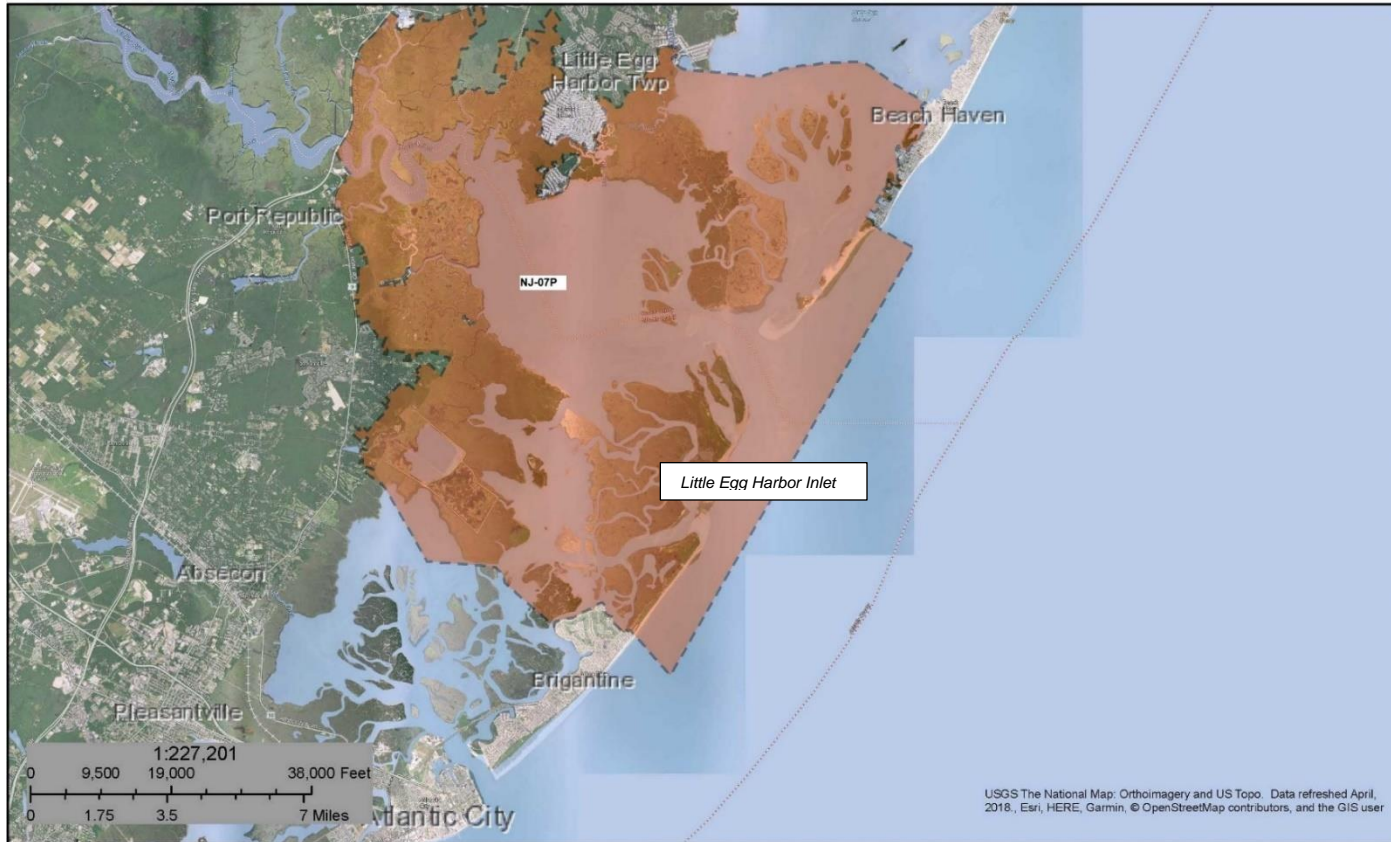 Little Egg
Harbor Twp
Beach Haven
Port Republic
NJ-07P
Little Egg Harbor Inlet
Absecon
Brigantine
Pleasantville
1:227,201
0 9,500 19,000 38,000 Feet
0 1.75 3.5 7 Miles
Atlantic City
USGS The National Map: Orthoimagery and US Topo. Data refreshed April,
2018., Esri, HERE, Garmin, © OpenStreetMap contributors, and the GIS user